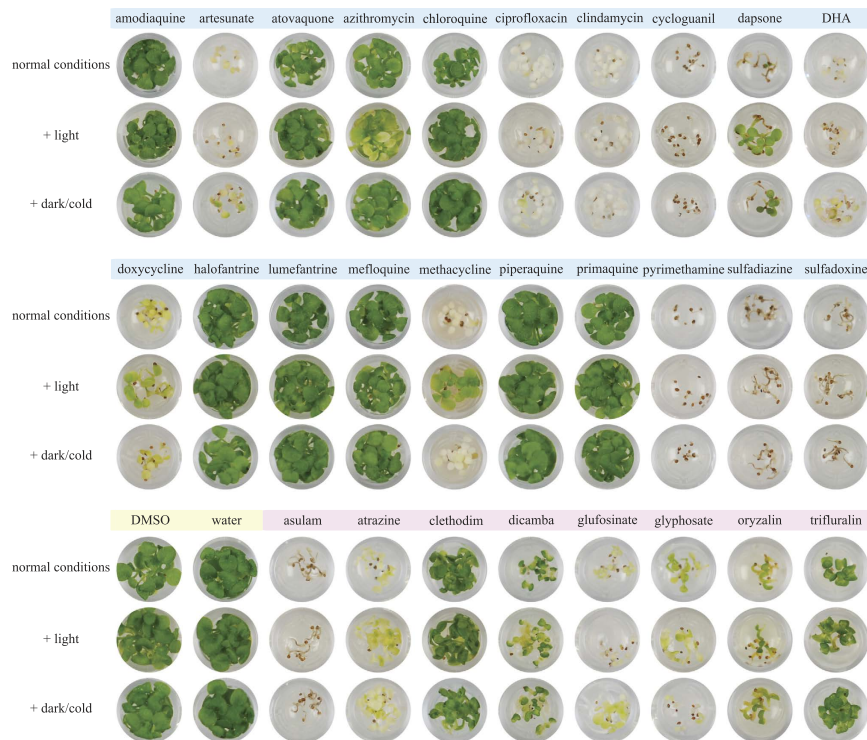 amodiaquine artesunate atovaquone azithromycin chloroquine ciprofloxacin clindamycin cycloguanil dapsone DHA
normal conditions
+ light
+ dark/cold
doxycycline halofantrine lumefantrine mefloquine methacycline piperaquine primaquine pyrimethamine sulfadiazine sulfadoxine
normal conditions
+ light
+ dark/cold
DMSO water asulam atrazine clethodim dicamba glufosinate glyphosate oryzalin trifluralin
normal conditions
+ light
+ dark/cold